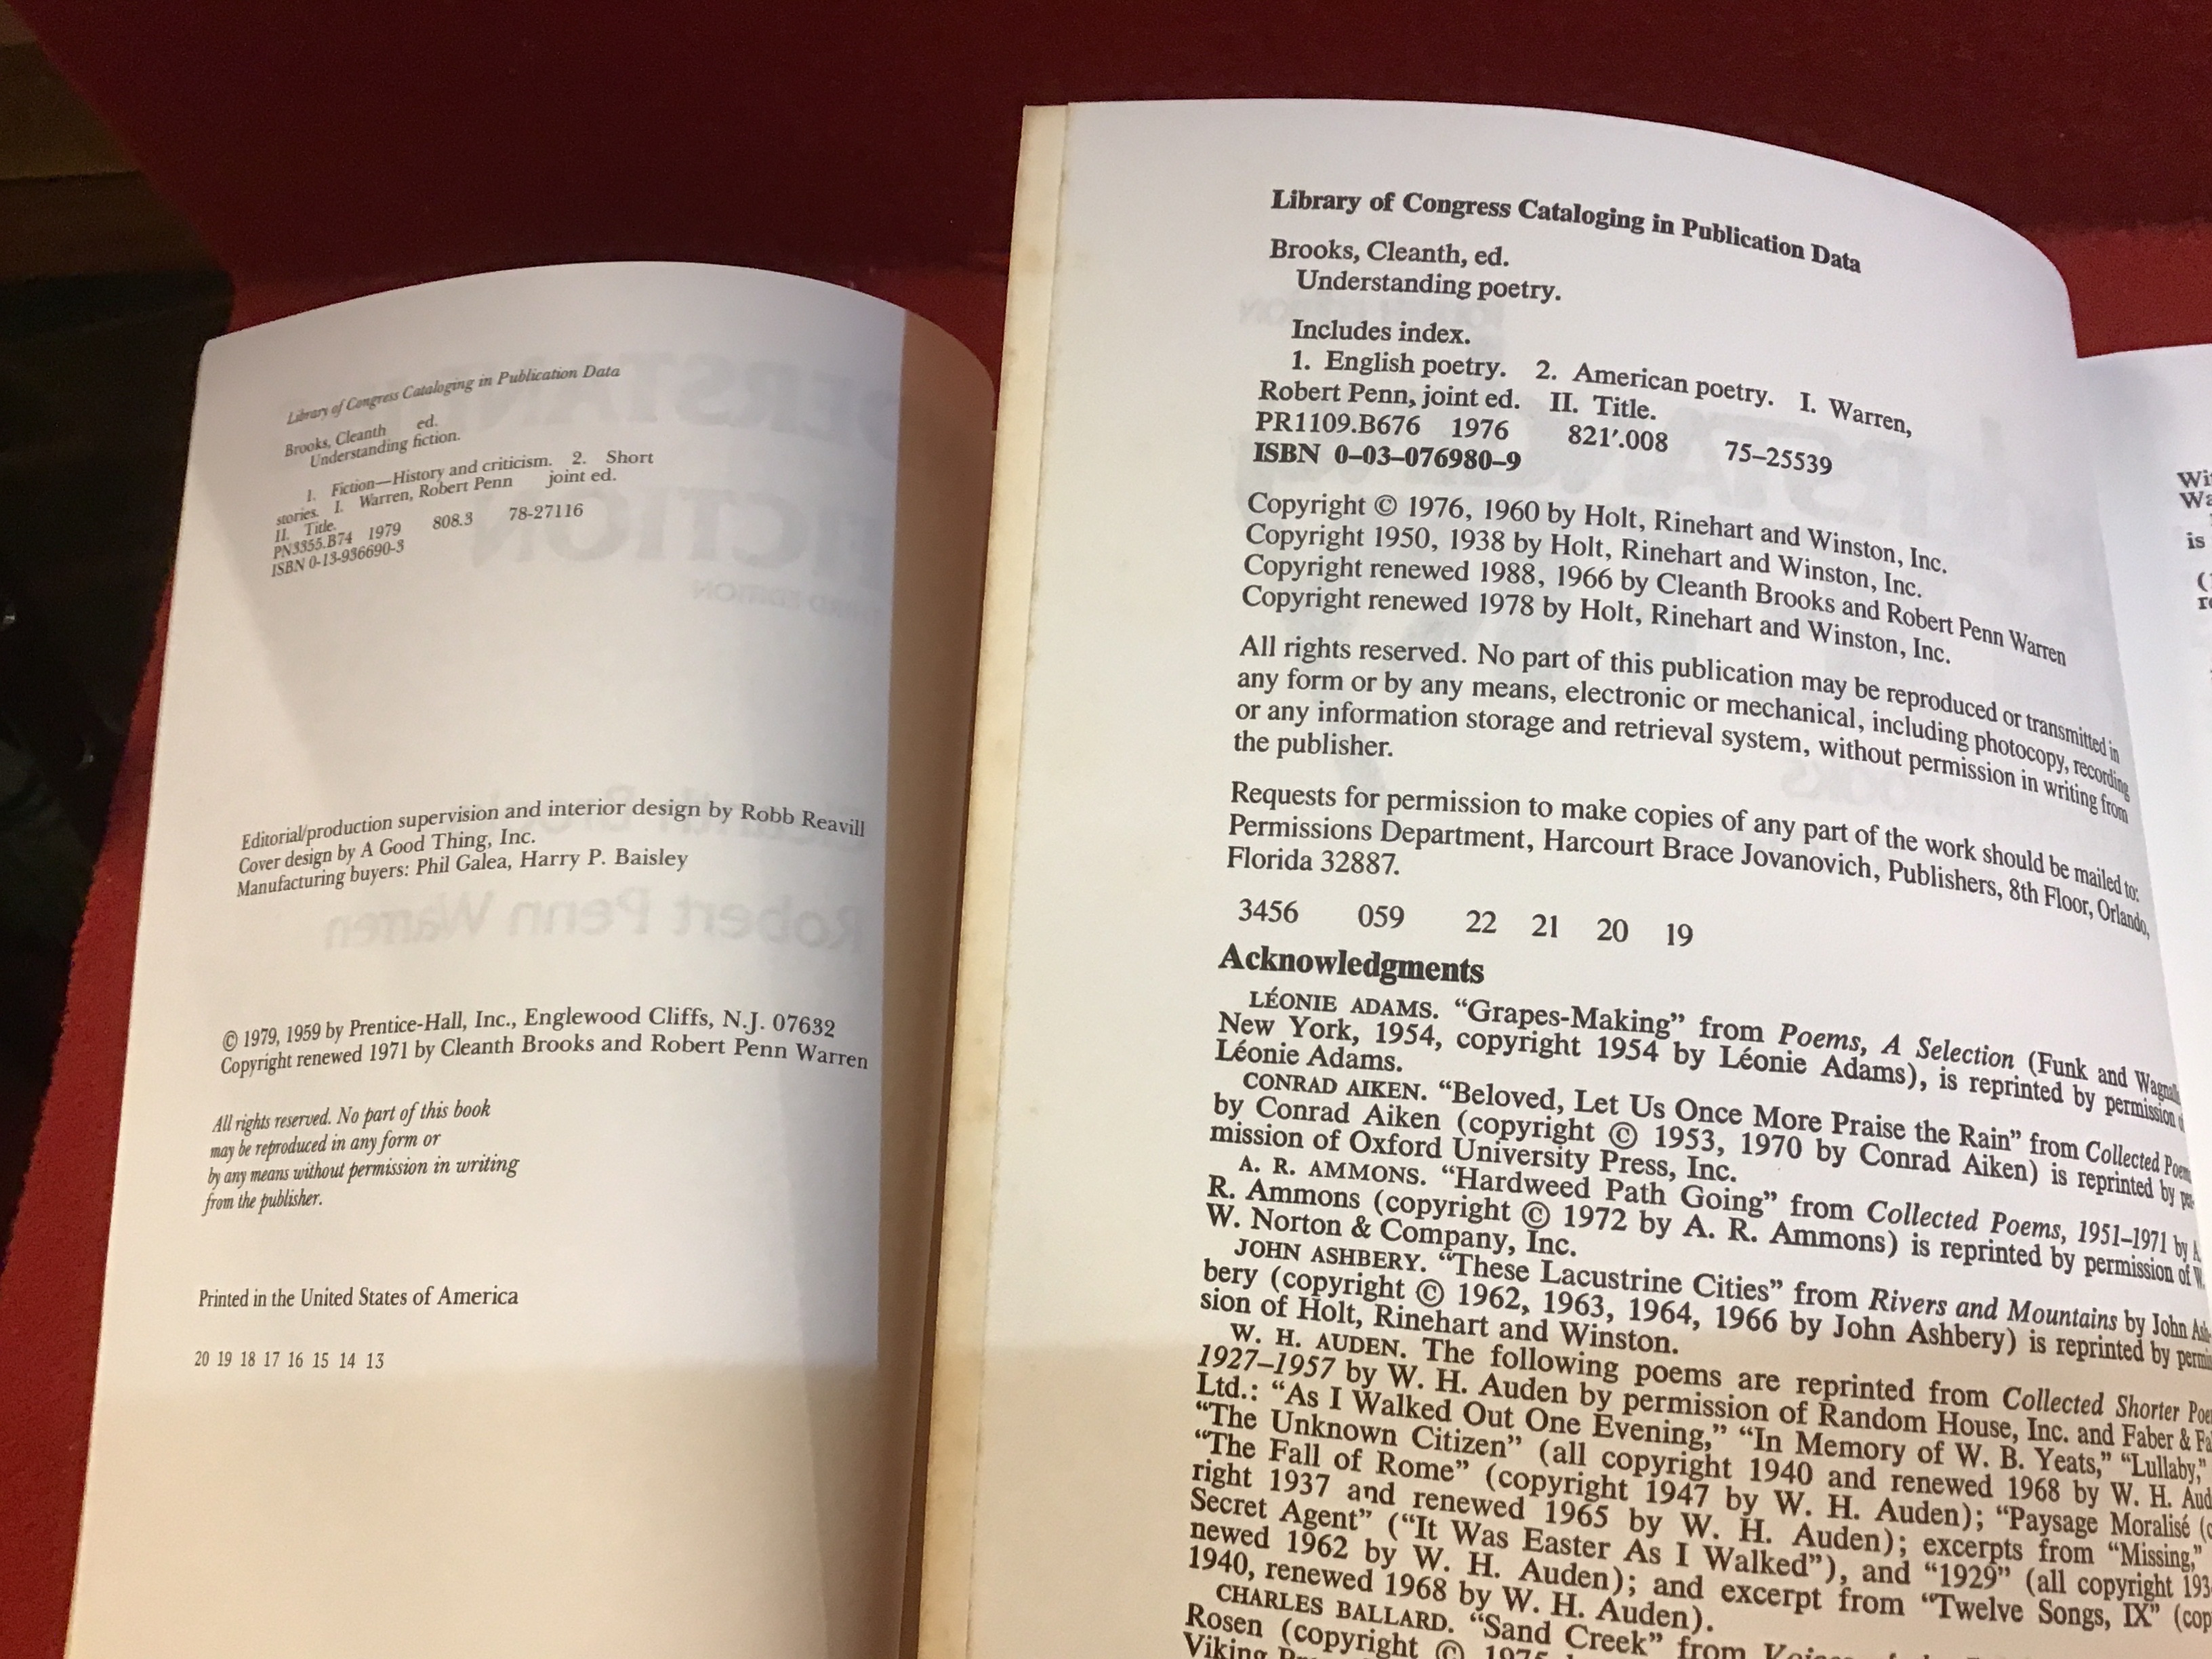 Library of Congress Cataloging in Publication Data
Brooks, Cleanth ed.
Understanding fiction.
1. Fiction—History and criticism. 2. Short
stories. I. Warren, Robert Penn joint ed.
II. Title.
PN3355.B74 1979 808.3 78-27116
ISBN 0-13-936690-3
Editorial/production supervision and interior design by Robb Reavill
Cover design by A Good Thing, Inc.
Manufacturing buyers: Phil Galea, Harry P. Baisley
© 1979, 1959 by Prentice-Hall, Inc., Englewood Cliffs, N.J. 07632
Copyright renewed 1971 by Cleanth Brooks and Robert Penn Warren
All rights reserved. No part of this book
may be reproduced in any form or
by any means without permission in writing
from the publisher.
Printed in the United States of America
20 19 18 17 16 15 14 13
Library of Congress Cataloging in Publication Data
Brooks, Cleanth, ed.
Understanding poetry.
Includes index.
1. English poetry. 2. American poetry. I. Warren,
Robert Penn, joint ed. II. Title.
PR1109.B676 1976 821'.008 75–25539
ISBN 0–03–076980–9
Copyright © 1976, 1960 by Holt, Rinehart and Winston, Inc.
Copyright 1950, 1938 by Holt, Rinehart and Winston, Inc.
Copyright renewed 1988, 1966 by Cleanth Brooks and Robert Penn Warren
Copyright renewed 1978 by Holt, Rinehart and Winston, Inc.
All rights reserved. No part of this publication may be reproduced or transmitted in
any form or by any means, electronic or mechanical, including photocopy, recording
or any information storage and retrieval system, without permission in writing from
the publisher.
Requests for permission to make copies of any part of the work should be mailed to:
Permissions Department, Harcourt Brace Jovanovich, Publishers, 8th Floor, Orlando,
Florida 32887.
3456 059 22 21 20 19
Acknowledgments
LÉONIE ADAMS. “Grapes-Making” from Poems, A Selection (Funk and
New York, 1954, copyright 1954 by Léonie Adams), is reprinted by permission
Léonie Adams.
CONRAD AIKEN. “Beloved, Let Us Once More Praise the Rain” from Collected
by Conrad Aiken (copyright © 1953, 1970 by Conrad Aiken) is reprinted by
mission of Oxford University Press, Inc.
A. R. AMMONS. “Hardweed Path Going” from Collected Poems, 1951–1971 by
R. Ammons (copyright © 1972 by A. R. Ammons) is reprinted by permission of W.
W. Norton & Company, Inc.
JOHN ASHBERY. “These Lacustrine Cities” from Rivers and Mountains by John
bery (copyright © 1962, 1963, 1964, 1966 by John Ashbery) is reprinted by
sion of Holt, Rinehart and Winston.
W. H. AUDEN. The following poems are reprinted from Collected Shorter
1927–1957 by W. H. Auden by permission of Random House, Inc. and Faber &
Ltd.: “As I Walked Out One Evening,” “In Memory of W. B. Yeats,” “Lullaby,”
“The Unknown Citizen” (all copyright 1940 and renewed 1968 by W. H.
“The Fall of Rome” (copyright 1947 by W. H. Auden); “Paysage Moralisé
right 1937 and renewed 1965 by W. H. Auden); excerpts from “Missing,”
Secret Agent” (“It Was Easter As I Walked”), and “1929” (all copyright
newed 1962 by W. H. Auden); and excerpt from “Twelve Songs, IX”
1940, renewed 1968 by W. H. Auden).
CHARLES BALLARD. “Sand Creek” from
Rosen (copyright ©
Viking
is